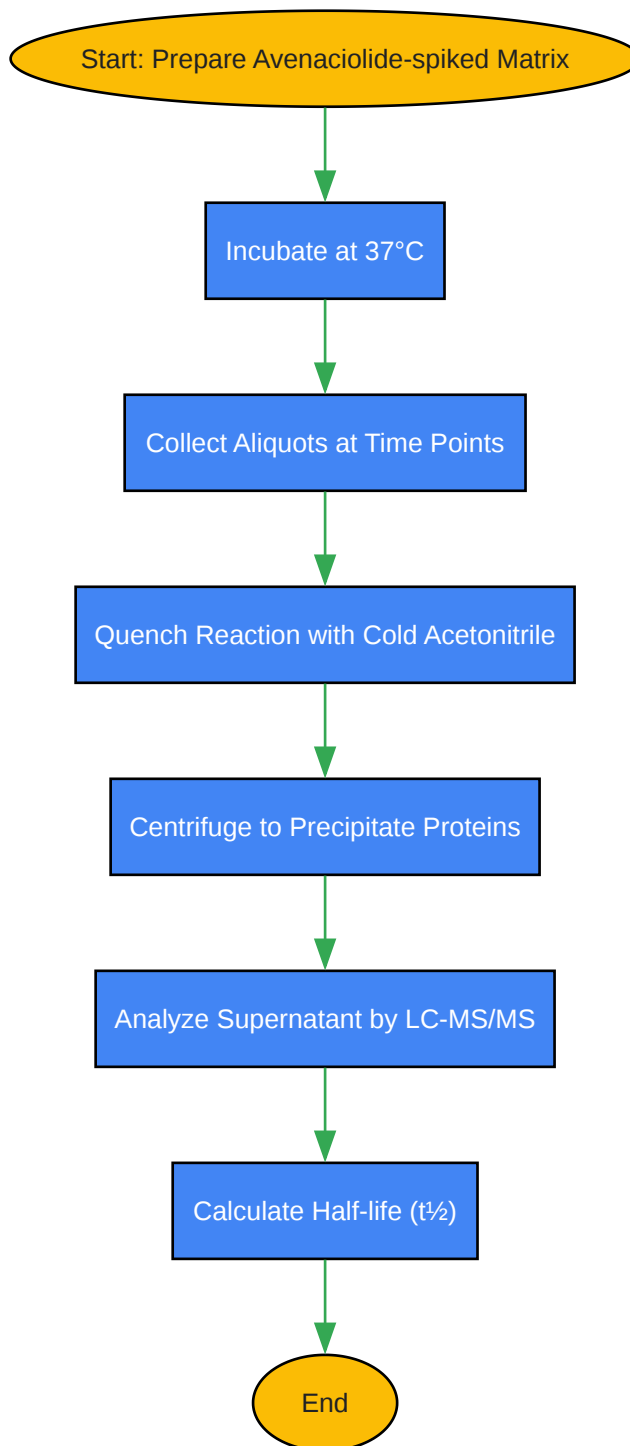 Start: Prepare Avenaciolide-spiked Matrix
Incubate at 37°C
Collect Aliquots at Time Points
Quench Reaction with Cold Acetonitrile
Centrifuge to Precipitate Proteins
Analyze Supernatant by LC-MS/MS
Calculate Half-life (t½)
End